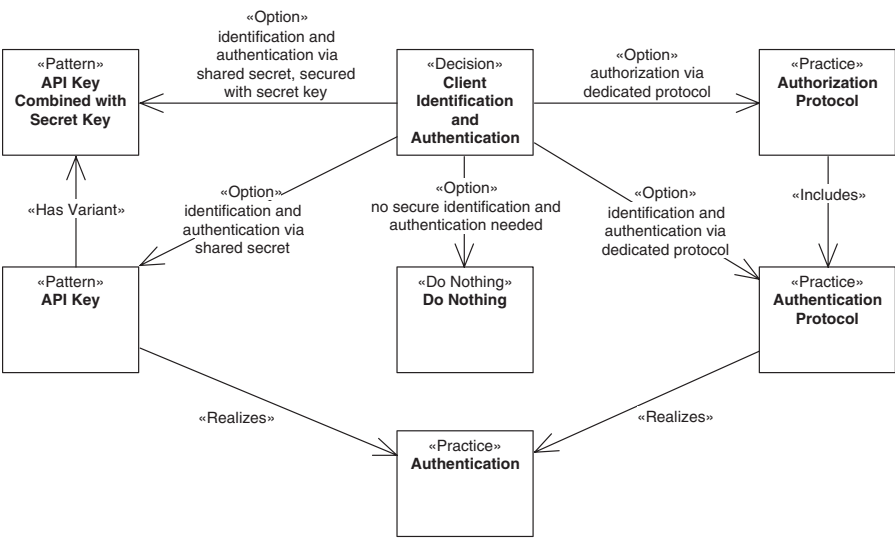 «Option»
identification and
authentication via
shared secret, secured
with secret key
«Pattern»
API Key
Combined with
Secret Key
«Decision»
Client
Identification
and
Authentication
«Option»
authorization via
dedicated protocol
«Practice»
Authorization
Protocol
«Has Variant»
«Option»
identification and
authentication via
shared secret
«Option»
no secure identification and
authentication needed
«Option»
identification and
authentication via
dedicated protocol
«Includes»
«Pattern»
API Key
«Do Nothing»
Do Nothing
«Practice»
Authentication
Protocol
«Realizes»
«Realizes»
«Practice»
Authentication